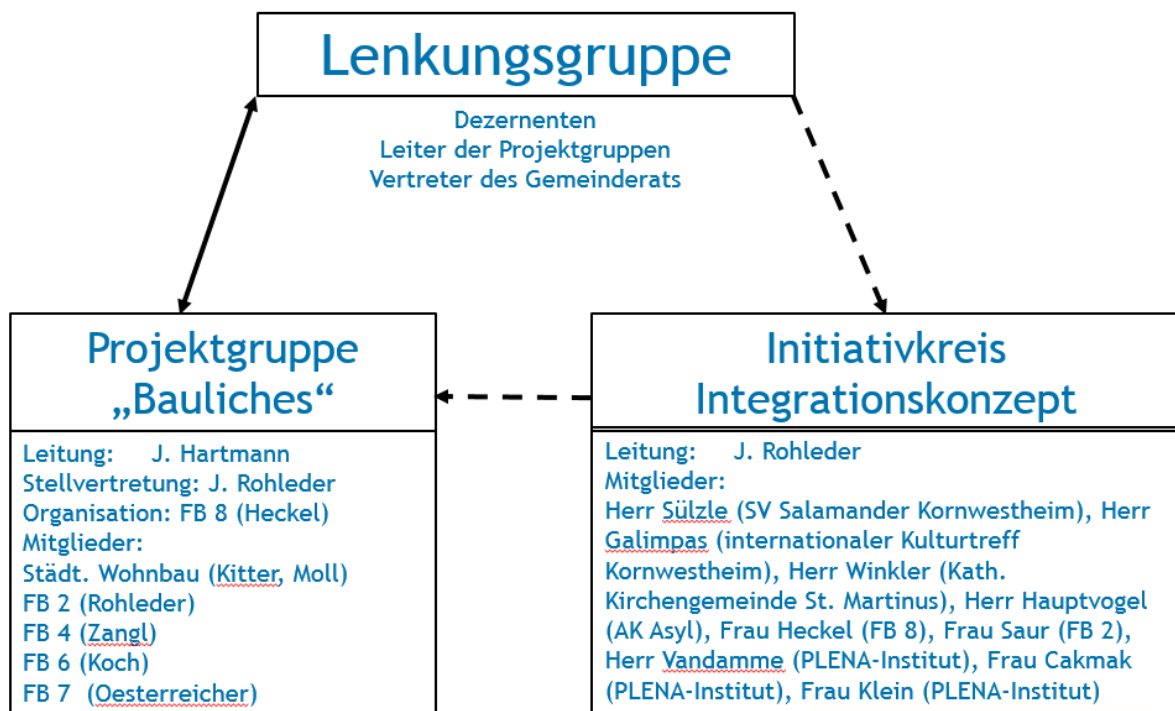 Lenkungsgruppe
Dezernenten
Leiter der Projektgruppen
Vertreter des Gemeinderats
Projektgruppe
„Bauliches“
Leitung: J. Hartmann
Stellvertretung: J. Rohleder
Organisation: FB 8 (Heckel)
Mitglieder:
Städt. Wohnbau (Kitter, Moll)
FB 2 (Rohleder)
FB 4 (Zangl)
FB 6 (Koch)
FB 7 (Oesterreicher)
Initiativkreis
Integrationskonzept
Leitung: J. Rohleder
Mitglieder:
Herr Sülzle (SV Salamander Kornwestheim), Herr
Galimpas (internationaler Kulturtreff
Kornwestheim), Herr Winkler (Kath.
Kirchengemeinde St. Martinus), Herr Hauptvogel
(AK Asyl), Frau Heckel (FB 8), Frau Saur (FB 2),
Herr Vandamme (PLENA-Institut), Frau Cakmak
(PLENA-Institut), Frau Klein (PLENA-Institut)